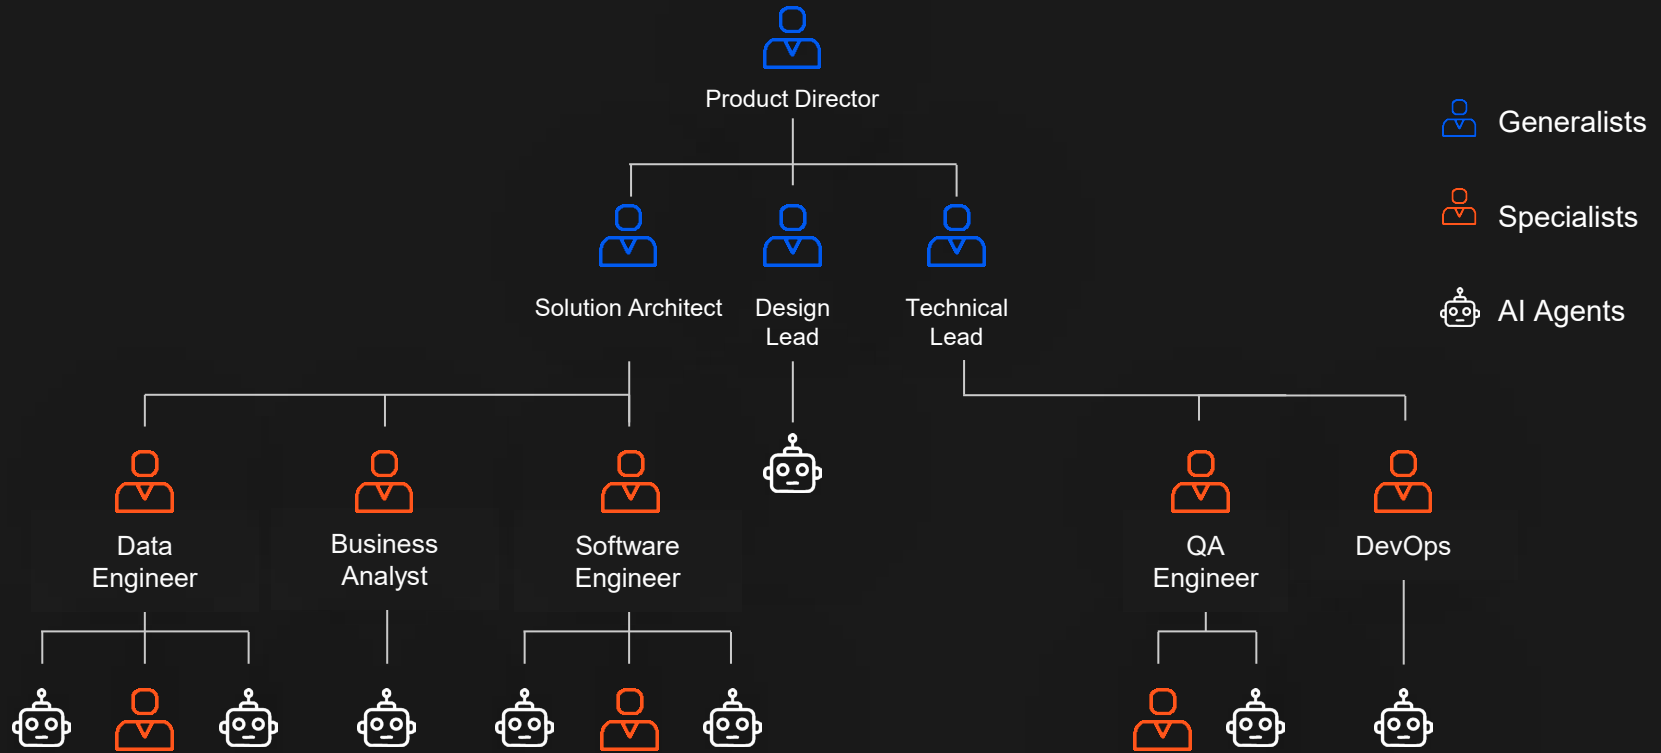 Product Director
Generalists
Specialists
AI Agents
Solution Architect
Design
Lead
Technical
Lead
Data
Engineer
Business
Analyst
Software
Engineer
QA
Engineer
DevOps